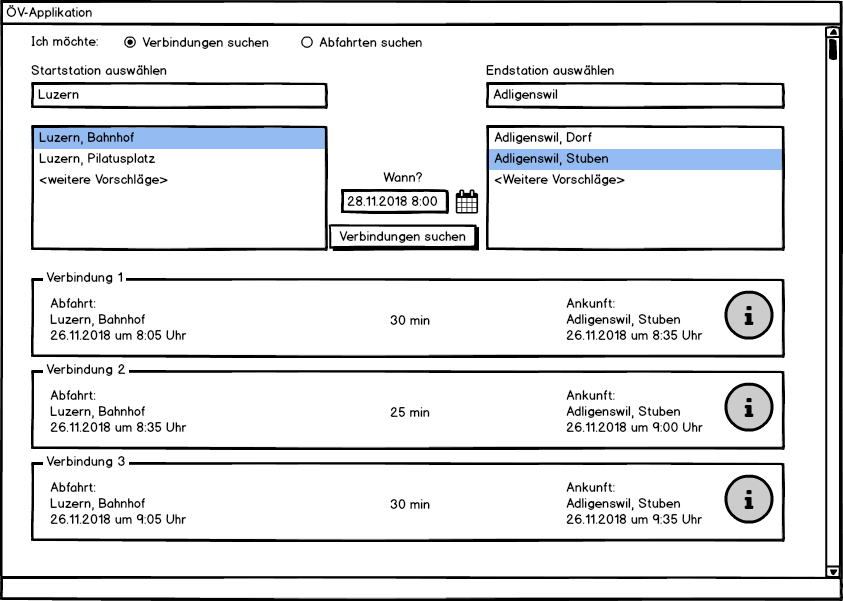 ÖV-Applikation
Ich möchte: Verbindungen suchen Abfahrten suchen
Startstation auswählen
Endstation auswählen
Luzern
Adligenswil
Luzern, Bahnhof
Luzern, Pilatusplatz
<weitere Vorschläge>
Wann?
28.11.2018 8:00
Verbindungen suchen
Adligenswil, Dorf
Adligenswil, Stuben
<Weitere Vorschläge>
Verbindung 1
Abfahrt:
Luzern, Bahnhof
26.11.2018 um 8:05 Uhr
30 min
Ankunft:
Adligenswil, Stuben
26.11.2018 um 8:35 Uhr
i
Verbindung 2
Abfahrt:
Luzern, Bahnhof
26.11.2018 um 8:35 Uhr
25 min
Ankunft:
Adligenswil, Stuben
26.11.2018 um 9:00 Uhr
i
Verbindung 3
Abfahrt:
Luzern, Bahnhof
26.11.2018 um 9:05 Uhr
30 min
Ankunft:
Adligenswil, Stuben
26.11.2018 um 9:35 Uhr
i